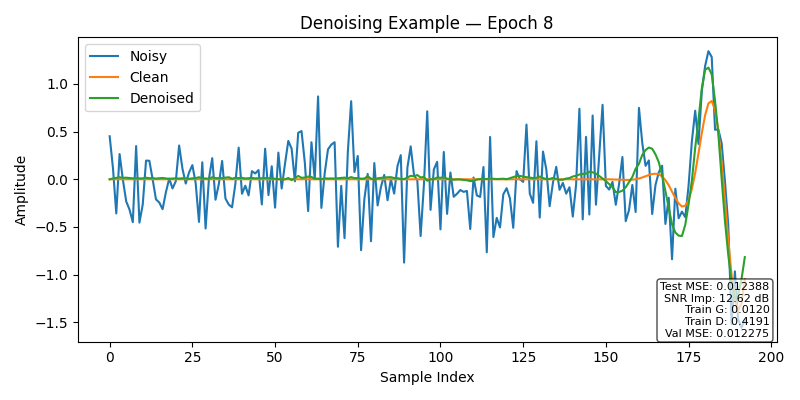 Denoising Example — Epoch 8
Noisy
Clean
Denoised
Amplitude
1.0
0.5
0.0
−0.5
−1.0
−1.5
Test MSE: 0.012388
SNR Imp: 12.62 dB
Train G: 0.0120
Train D: 0.4191
Val MSE: 0.012275
0 25 50 75 100 125 150 175 200
Sample Index